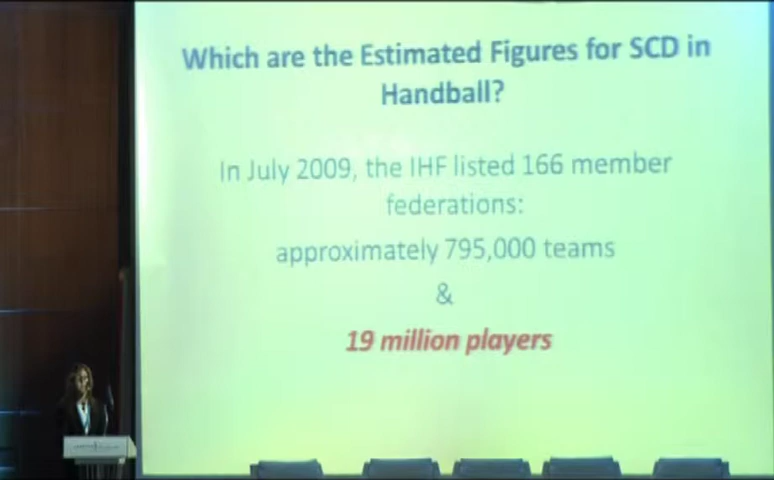 Which are the Estimated Figures for SCD in
Handball?
In July 2009, the IHF listed 166 member
federations:
approximately 795,000 teams
&
19 million players